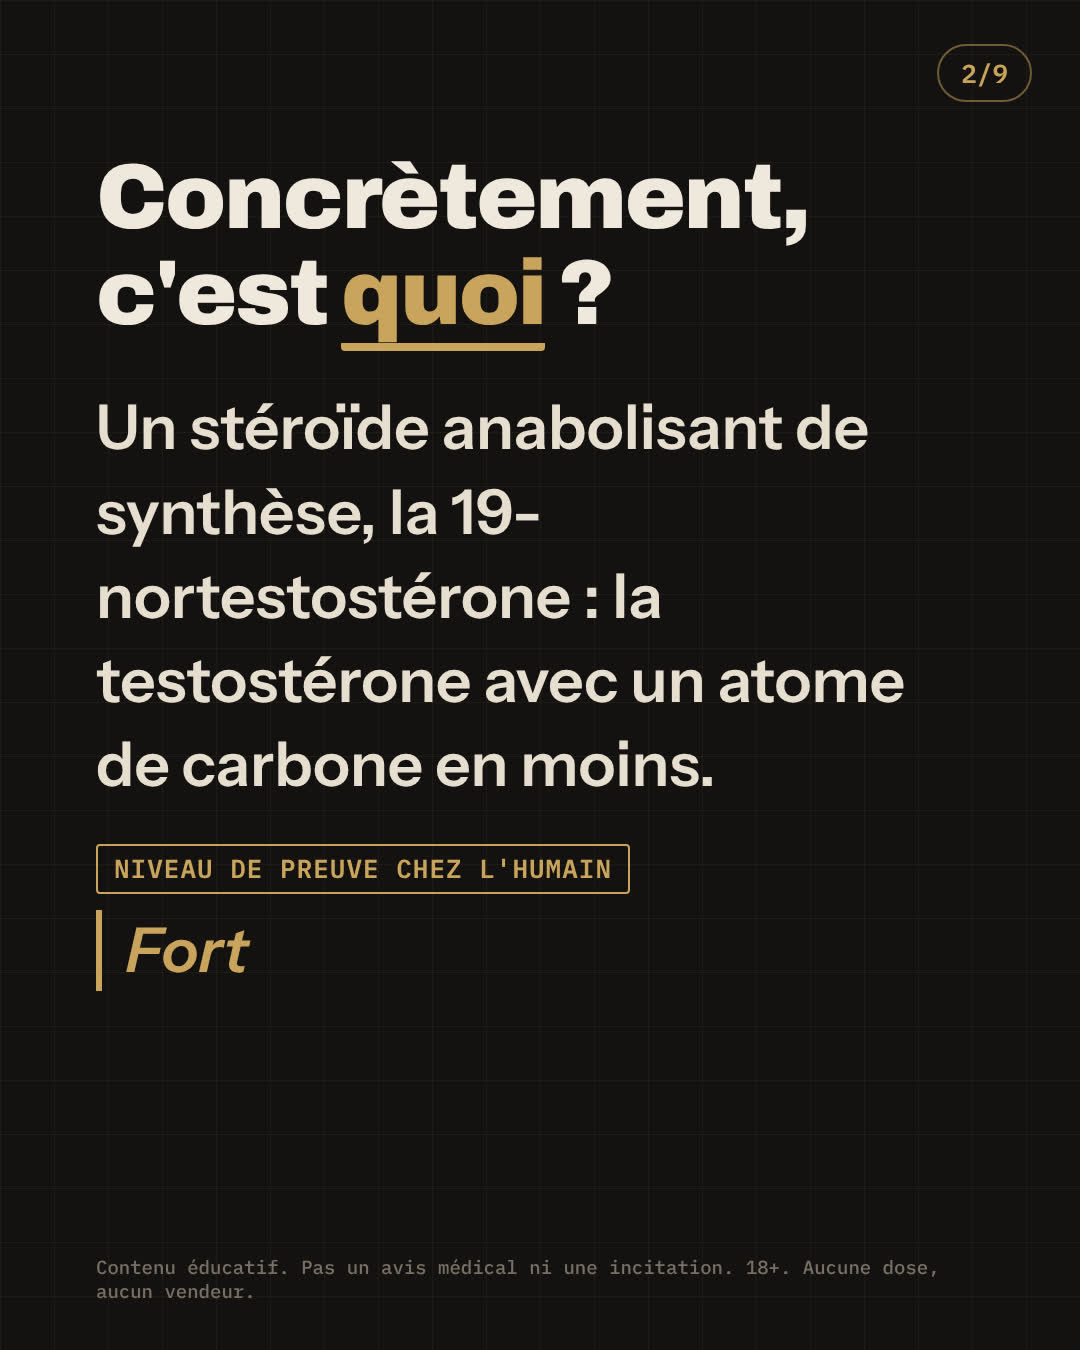 2/9
Concrètement,
c'est quoi ?
Un stéroïde anabolisant de
synthèse, la 19-
nortestostérone : la
testostérone avec un atome
de carbone en moins.
NIVEAU DE PREUVE CHEZ L'HUMAIN
Fort
Contenu éducatif. Pas un avis médical ni une incitation. 18+. Aucune dose,
aucun vendeur.